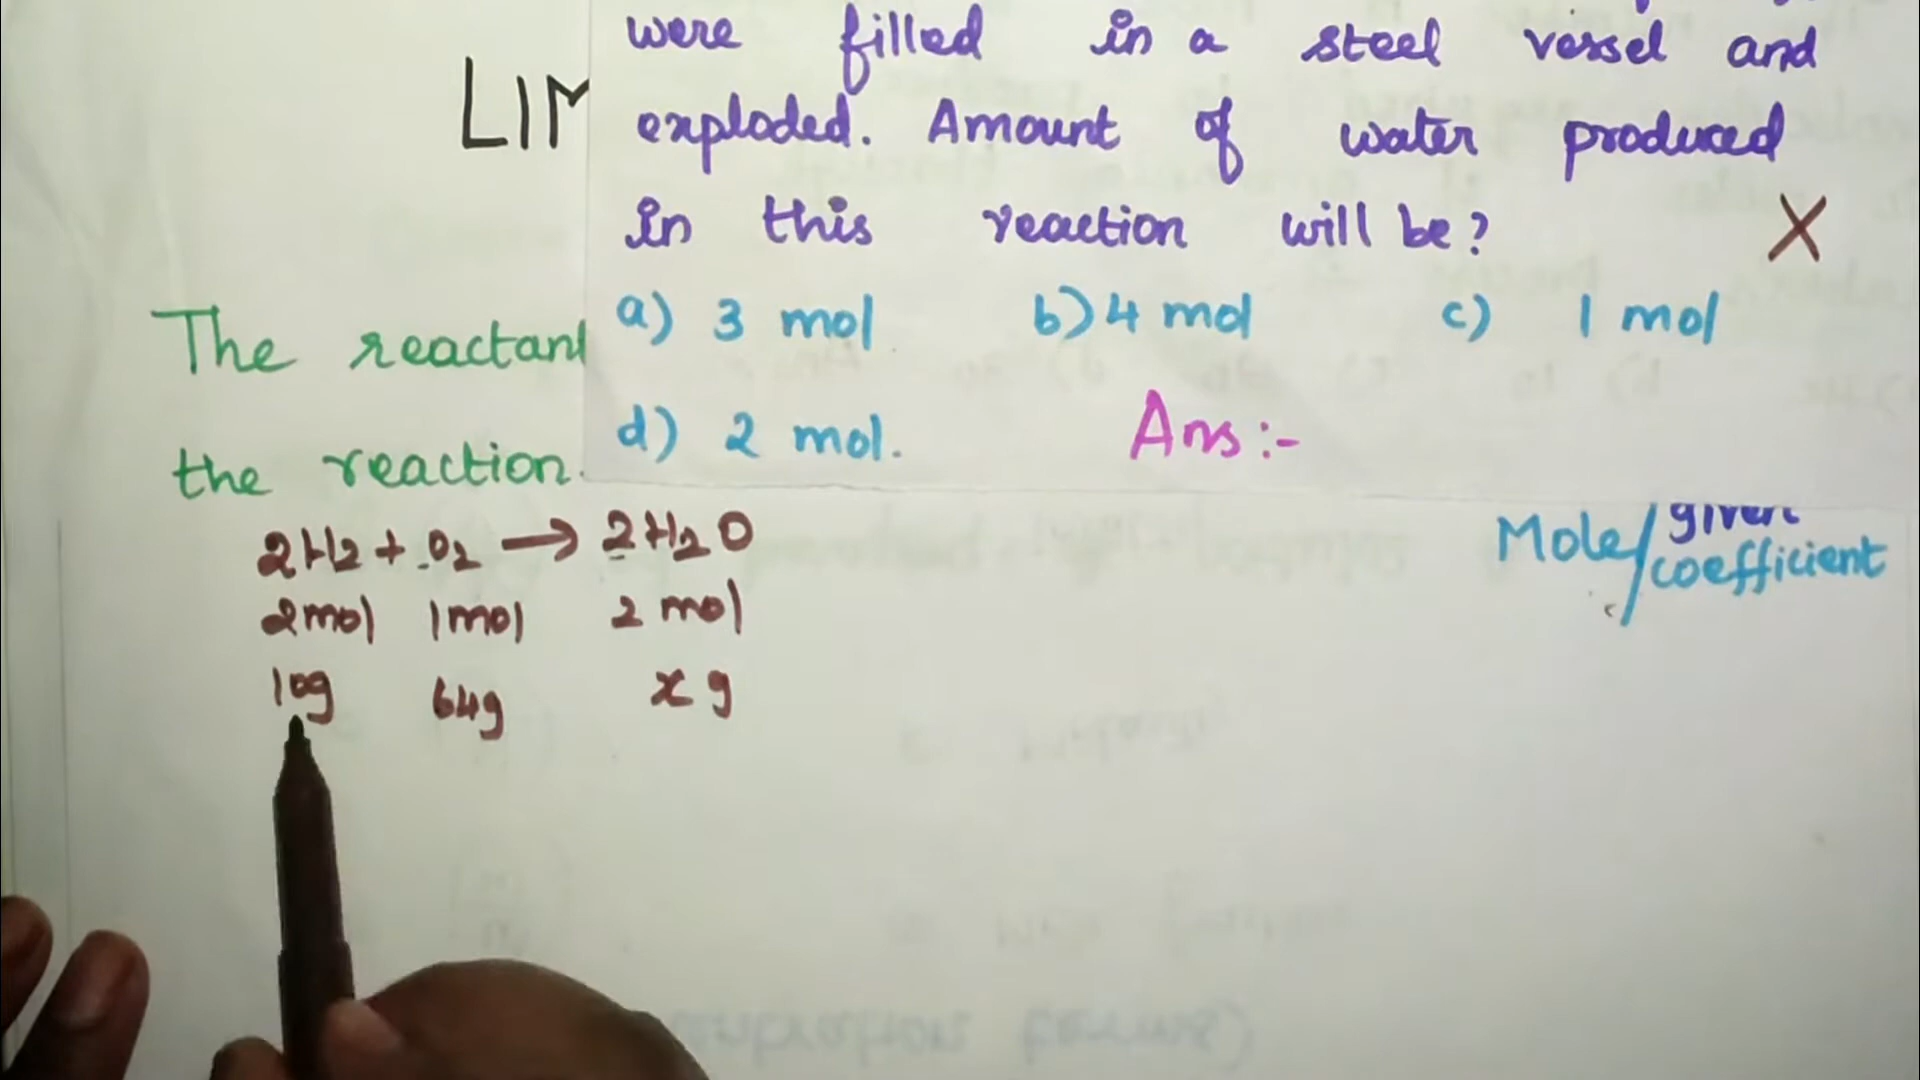 were filled in a steel vessel and
LIM
exploded. Amount of water produced
in this reaction will be? X
The reactant
a) 3 mol b) 4 mol c) 1 mol
d) 2 mol. Ans:-
the reaction.
2H2 + O2 → 2H2O
Mole/given coefficient
2mol 1mol 2 mol
10g 64g x g